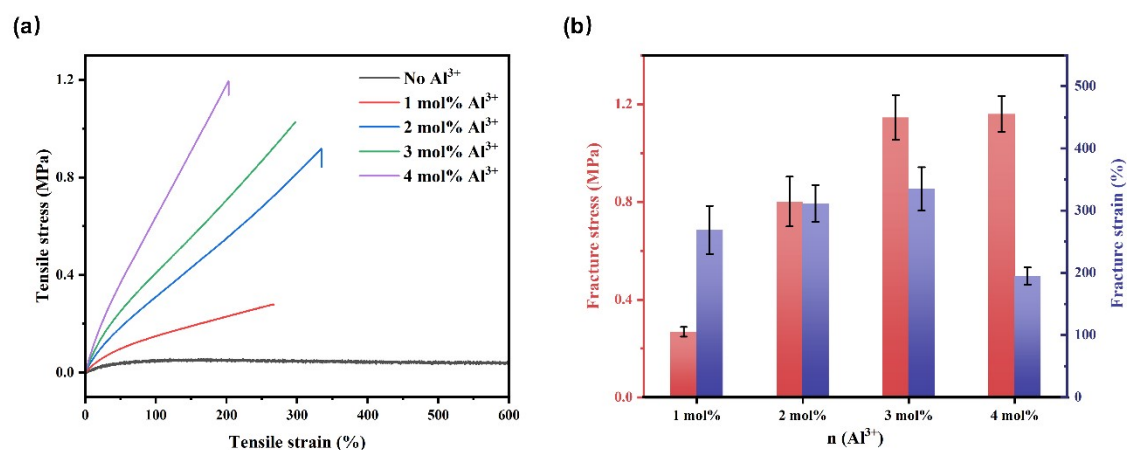 (a)
Tensile stress (MPa)
1.2
0.8
0.4
0.0
No Al³⁺
1 mol% Al³⁺
2 mol% Al³⁺
3 mol% Al³⁺
4 mol% Al³⁺
0 100 200 300 400 500 600
Tensile strain (%)
(b)
Fracture stress (MPa)
1.2
0.8
0.4
0.0
500
400
300
200
100
0
Fracture strain (%)
1 mol% 2 mol% 3 mol% 4 mol%
n (Al³⁺)